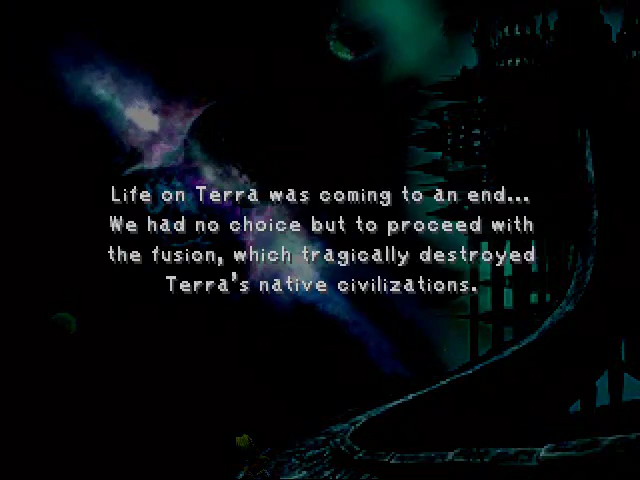 Life on Terra was coming to an end...
We had no choice but to proceed with
the fusion, which tragically destroyed
Terra's native civilizations.